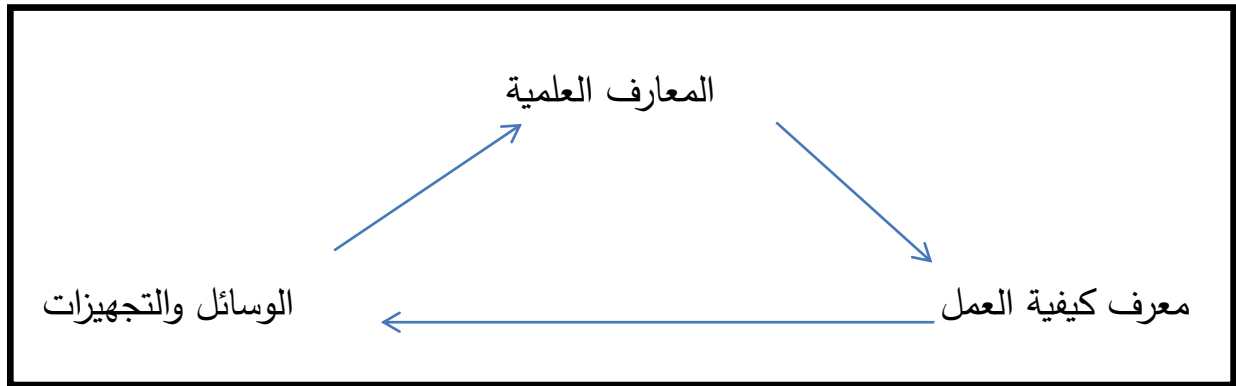 المعارف العلمية
معرف كيفية العمل
الوسائل والتجهيزات